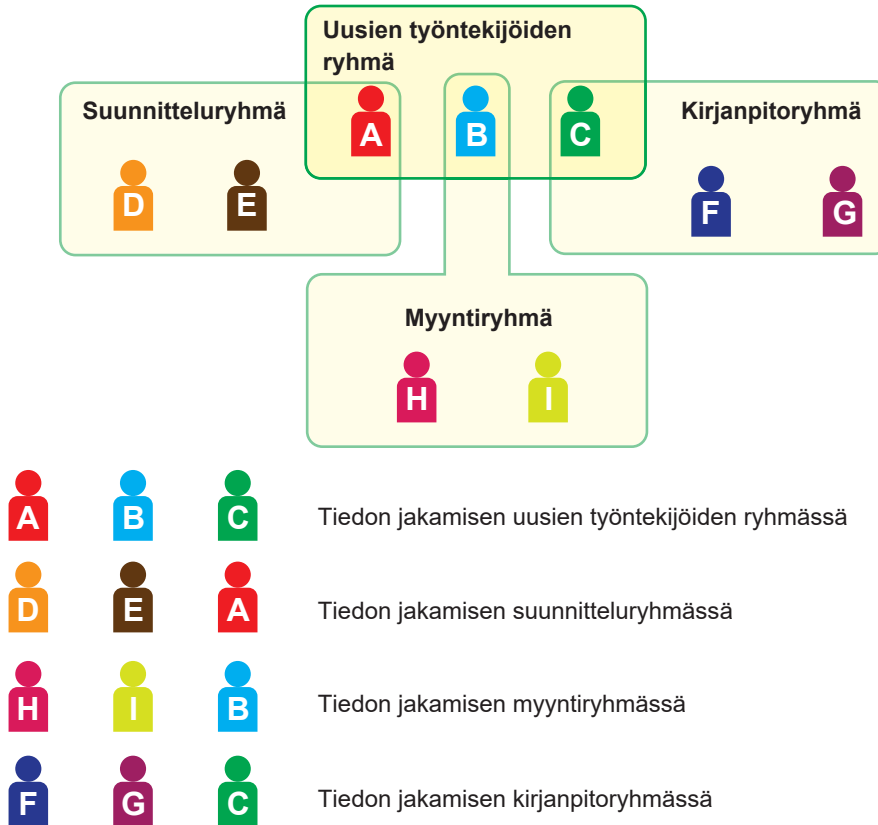 Uusien työntekijöiden
ryhmä
Suunnitteluryhmä
A
B
C
Kirjanpitoryhmä
D
E
F
G
Myyntiryhmä
H
I
A B C Tiedon jakamisen uusien työntekijöiden ryhmässä
D E A Tiedon jakamisen suunnitteluryhmässä
H I B Tiedon jakamisen myyntiryhmässä
F G C Tiedon jakamisen kirjanpitoryhmässä